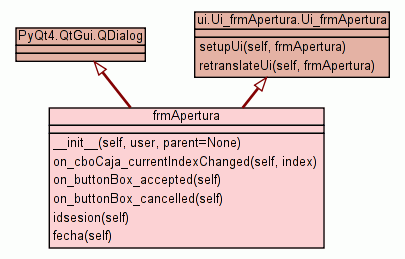 PyQt4.QtGui.QDialog
ui.Ui_frmApertura.Ui_frmApertura
setupUi(self, frmApertura)
retranslateUi(self, frmApertura)
frmApertura
__init__(self, user, parent=None)
on_cboCaja_currentIndexChanged(self, index)
on_buttonBox_accepted(self)
on_buttonBox_cancelled(self)
idsesion(self)
fecha(self)